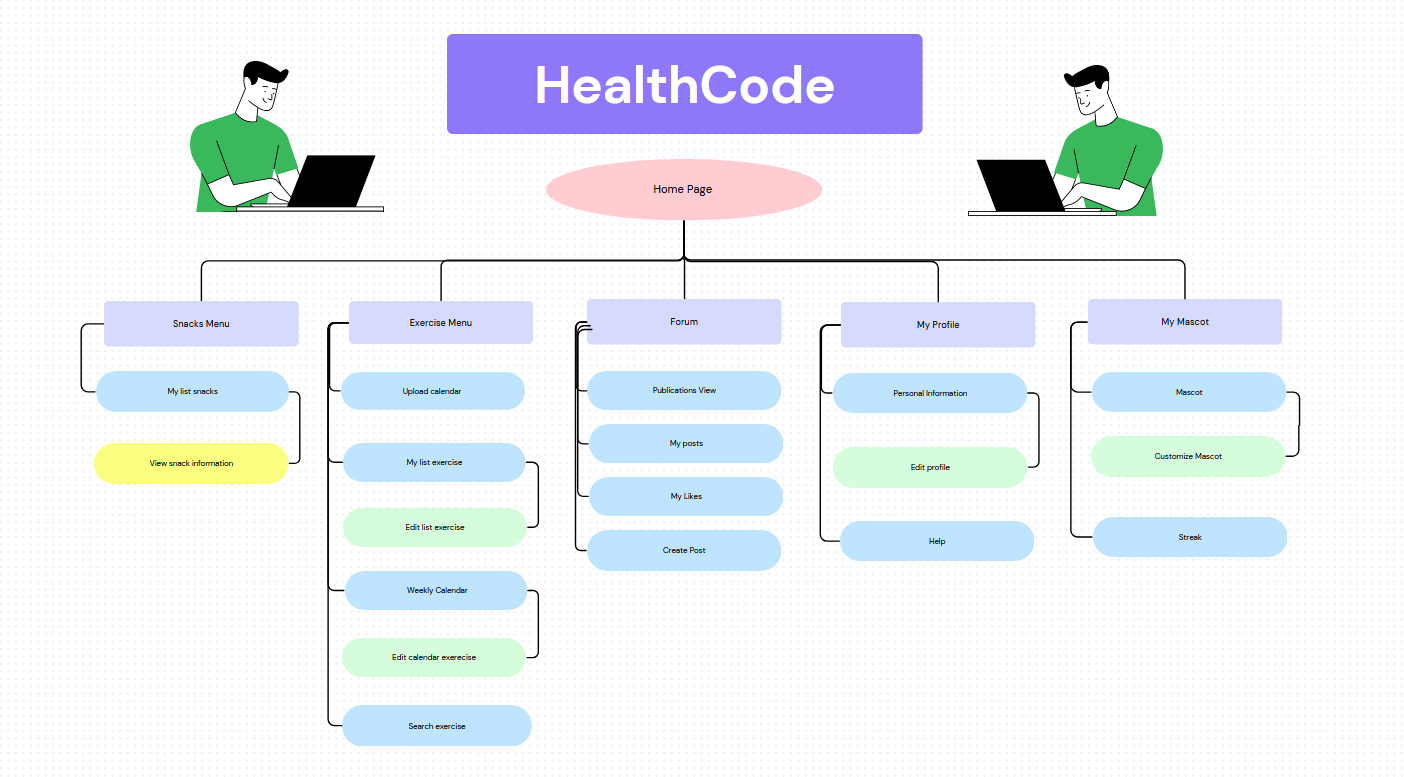 HealthCode
Home Page
Snacks Menu
My list snacks
View snack information
Exercise Menu
Upload calendar
My list exercise
Edit list exercise
Weekly Calendar
Edit calendar exerecise
Search exercise
Forum
Publications View
My posts
My Likes
Create Post
My Profile
Personal Information
Edit profile
Help
My Mascot
Mascot
Customize Mascot
Streak